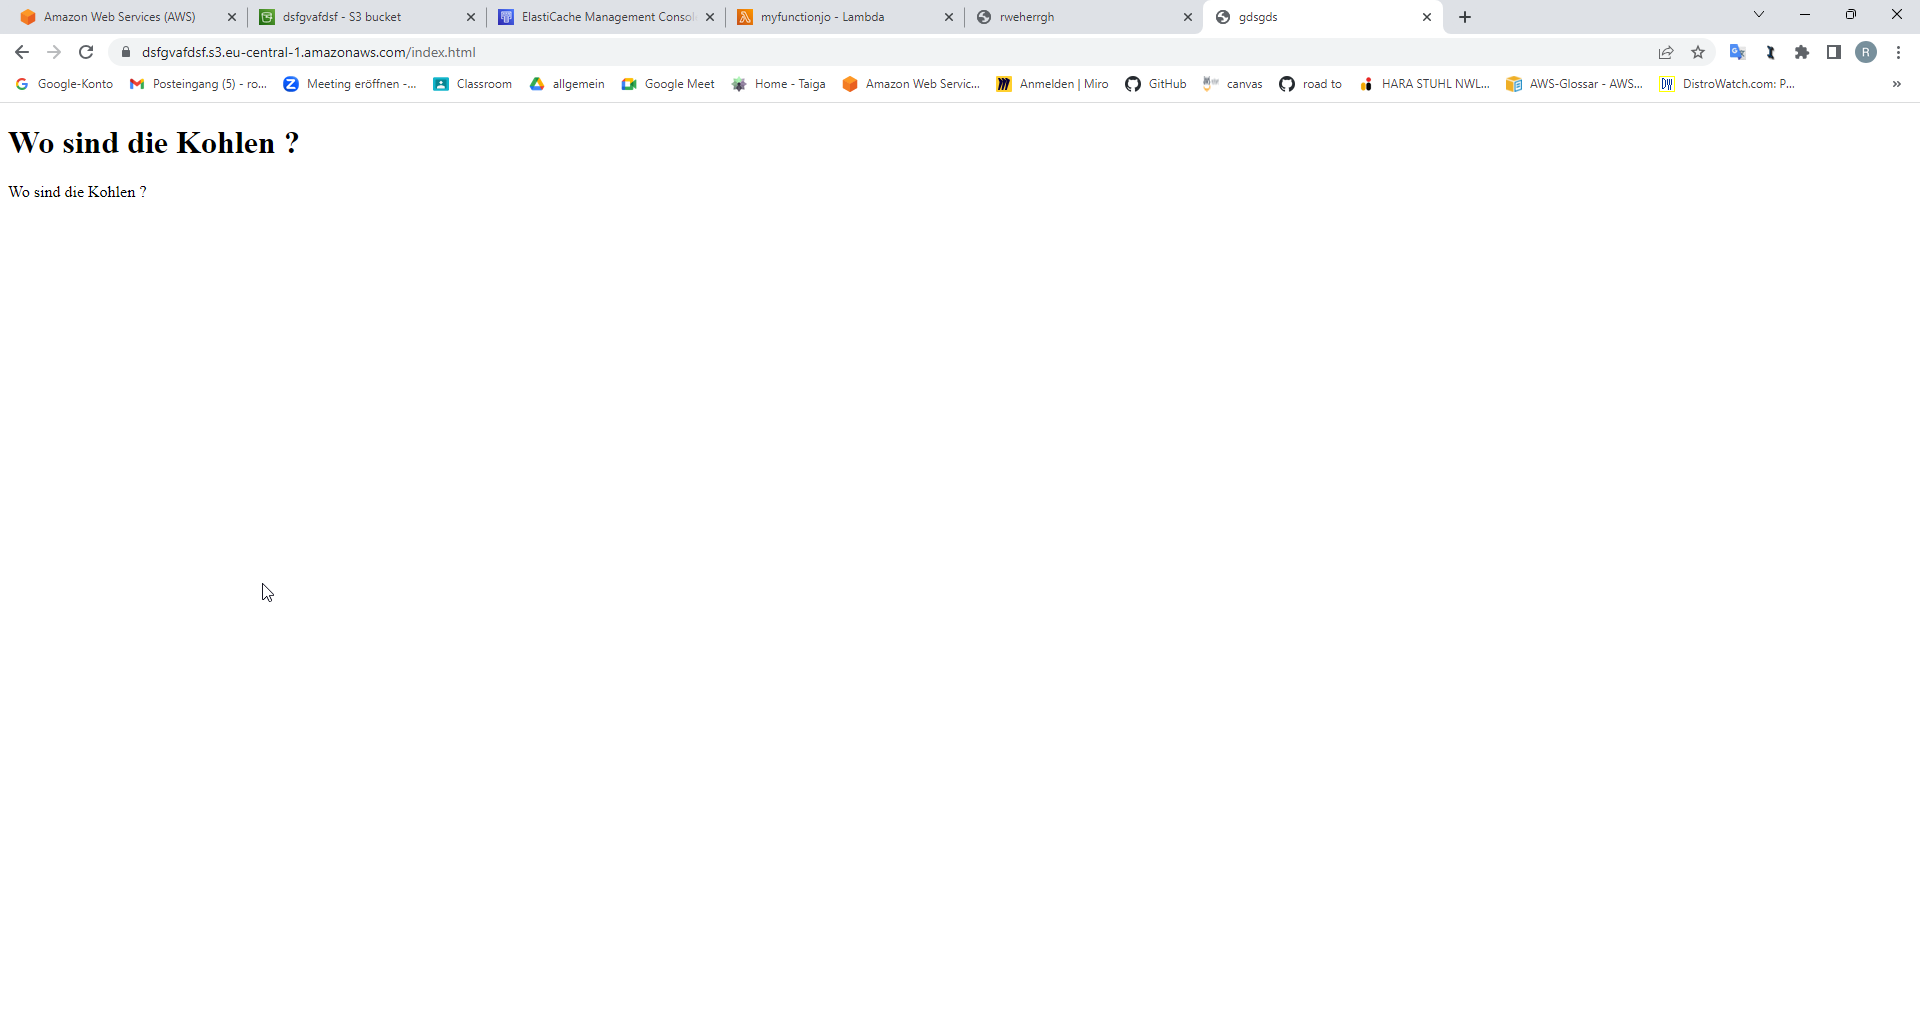 Amazon Web Services (AWS)
dsfgvafdsf - S3 bucket
ElastiCache Management Consol
myfunctionjo - Lambda
rweherrgh
gdsgds
dsfgvafdsf.s3.eu-central-1.amazonaws.com/index.html
R
Google-Konto
Posteingang (5) - ro...
Meeting eröffnen -...
Classroom
allgemein
Google Meet
Home - Taiga
Amazon Web Servic...
Anmelden | Miro
GitHub
canvas
road to
HARA STUHL NWL...
AWS-Glossar - AWS...
DistroWatch.com: P...
Wo sind die Kohlen ?
Wo sind die Kohlen ?